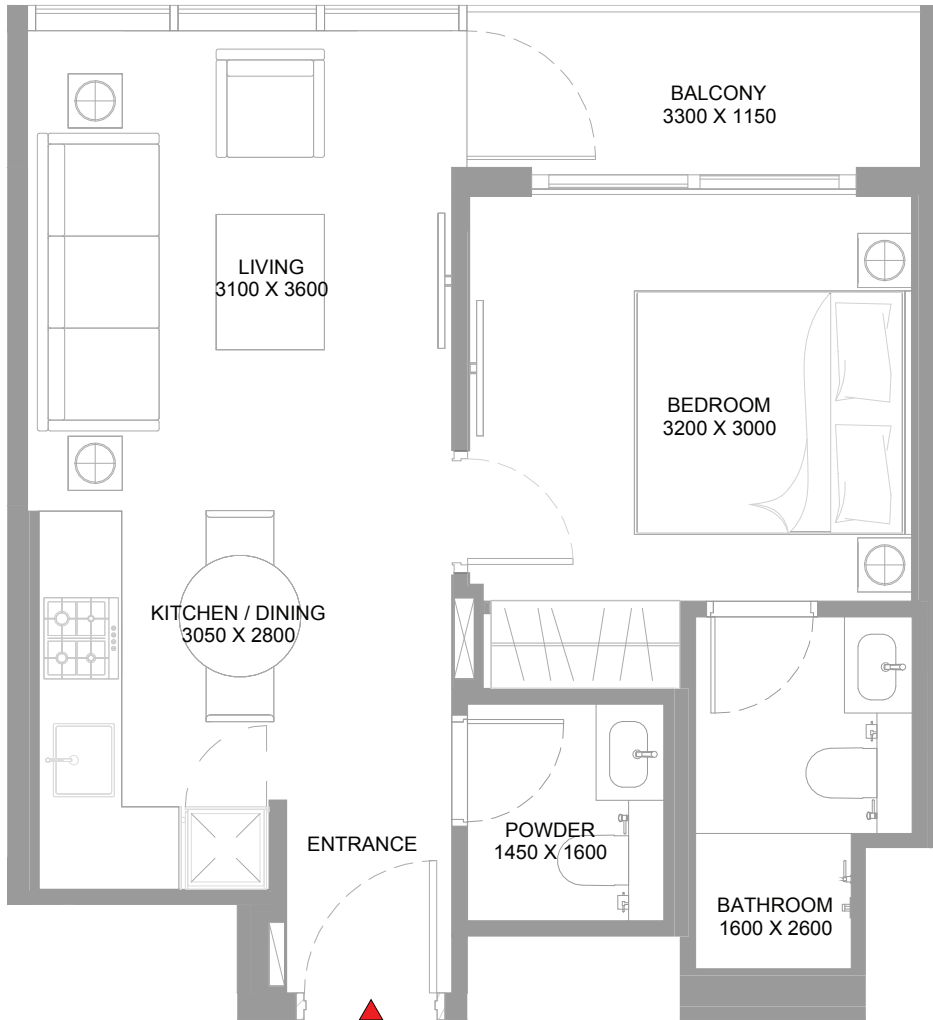 BALCONY
3300 X 1150
LIVING
3100 X 3600
BEDROOM
3200 X 3000
KITCHEN / DINING
3050 X 2800
ENTRANCE
POWDER
1450 X 1600
BATHROOM
1600 X 2600